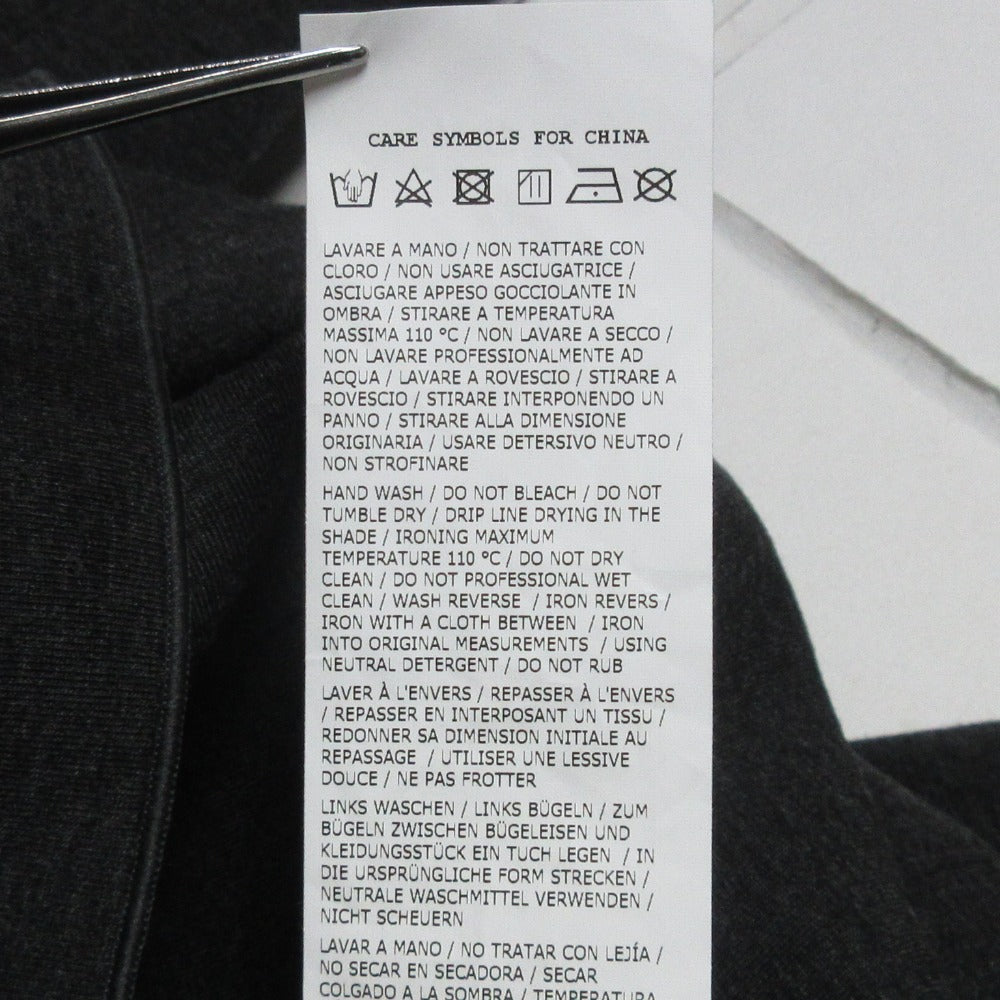 CARE SYMBOLS FOR CHINA
LAVARE A MANO / NON TRATTARE CON
CLORO / NON USARE ASCIUGATRICE /
ASCIUGARE APPESO GOCCIOLANTE IN
OMBRA / STIRARE A TEMPERATURA
MASSIMA 110 °C / NON LAVARE A SECCO /
NON LAVARE PROFESSIONALMENTE AD
ACQUA / LAVARE A ROVESCIO / STIRARE A
ROVESCIO / STIRARE INTERPONENDO UN
PANNO / STIRARE ALLA DIMENSIONE
ORIGINARIA / USARE DETERSIVO NEUTRO /
NON STROFINARE
HAND WASH / DO NOT BLEACH / DO NOT
TUMBLE DRY / DRIP LINE DRYING IN THE
SHADE / IRONING MAXIMUM
TEMPERATURE 110 °C / DO NOT DRY
CLEAN / DO NOT PROFESSIONAL WET
CLEAN / WASH REVERSE / IRON REVERS /
IRON WITH A CLOTH BETWEEN / IRON
INTO ORIGINAL MEASUREMENTS / USING
NEUTRAL DETERGENT / DO NOT RUB
LAVER À L'ENVERS / REPASSER À L'ENVERS
/ REPASSER EN INTERPOSANT UN TISSU /
REDONNER SA DIMENSION INITIALE AU
REPASSAGE / UTILISER UNE LESSIVE
DOUCE / NE PAS FROTTER
LINKS WASCHEN / LINKS BÜGELN / ZUM
BÜGELN ZWISCHEN BÜGELEISEN UND
KLEIDUNGSSTÜCK EIN TUCH LEGEN / IN
DIE URSPRÜNGLICHE FORM STRECKEN /
NEUTRALE WASCHMITTEL VERWENDEN /
NICHT SCHEUERN
LAVAR A MANO / NO TRATAR CON LEJÍA /
NO SECAR EN SECADORA / SECAR
COLGADO A LA SOMBRA / TEMPERATURA